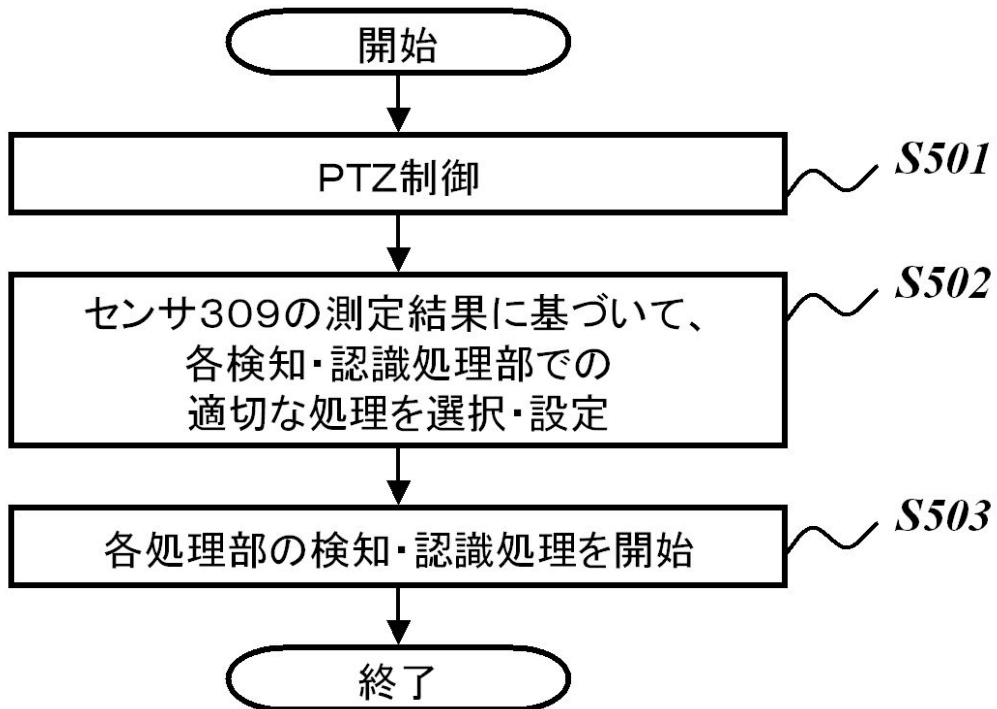 開始
PTZ制御
S501
センサ309の測定結果に基づいて、
各検知・認識処理部での
適切な処理を選択・設定
S502
各処理部の検知・認識処理を開始
S503
終了